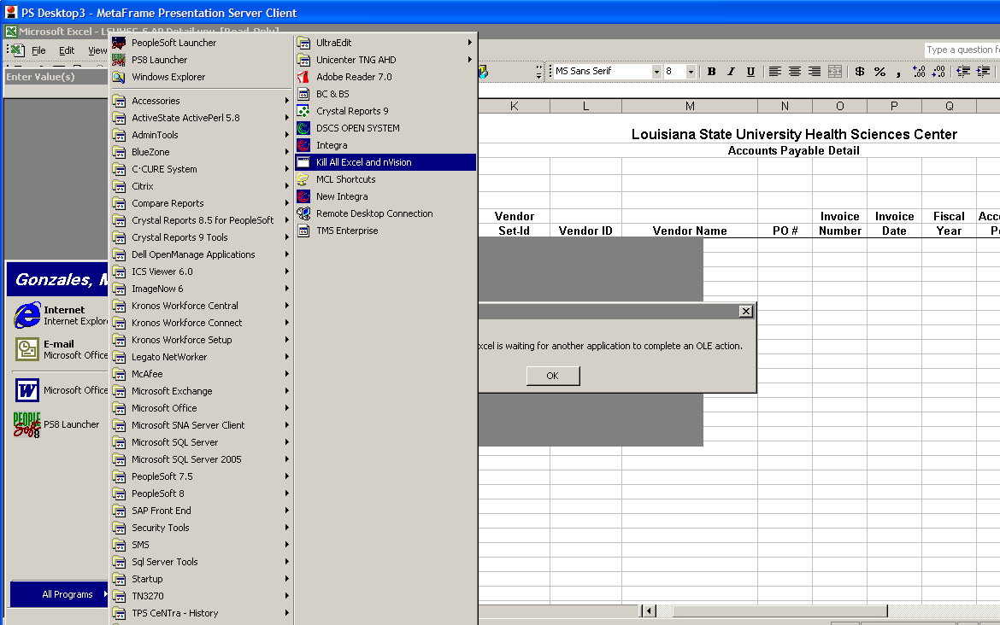 PS Desktop3 - MetaFrame Presentation Server Client
Microsoft Excel - LSUHSC 6 AP Detail.unv [Read-Only]
File Edit View
Type a question fo
MS Sans Serif 8 B I U $ % ,
Enter Value(s)
PeopleSoft Launcher
PS8 Launcher
Windows Explorer
Accessories
ActiveState ActivePerl 5.8
AdminTools
BlueZone
C·CURE System
Citrix
Compare Reports
Crystal Reports 8.5 for PeopleSoft
Crystal Reports 9 Tools
Dell OpenManage Applications
ICS Viewer 6.0
ImageNow 6
Kronos Workforce Central
Kronos Workforce Connect
Kronos Workforce Setup
Legato NetWorker
McAfee
Microsoft Exchange
Microsoft Office
Microsoft SNA Server Client
Microsoft SQL Server
Microsoft SQL Server 2005
PeopleSoft 7.5
PeopleSoft 8
SAP Front End
Security Tools
SMS
Sql Server Tools
Startup
TN3270
TPS CeNTra - History
UltraEdit
Unicenter TNG AHD
Adobe Reader 7.0
BC & BS
Crystal Reports 9
DSCS OPEN SYSTEM
Integra
Kill All Excel and nVision
MCL Shortcuts
New Integra
Remote Desktop Connection
TMS Enterprise
Gonzales, M
Internet
Internet Explor
E-mail
Microsoft Office
Microsoft Office
PS8 Launcher
All Programs
K L M N O P Q
Louisiana State University Health Sciences Center
Accounts Payable Detail
Vendor Invoice Invoice Fiscal Acco
Set-Id Vendor ID Vendor Name PO # Number Date Year Pe
xcel is waiting for another application to complete an OLE action.
OK